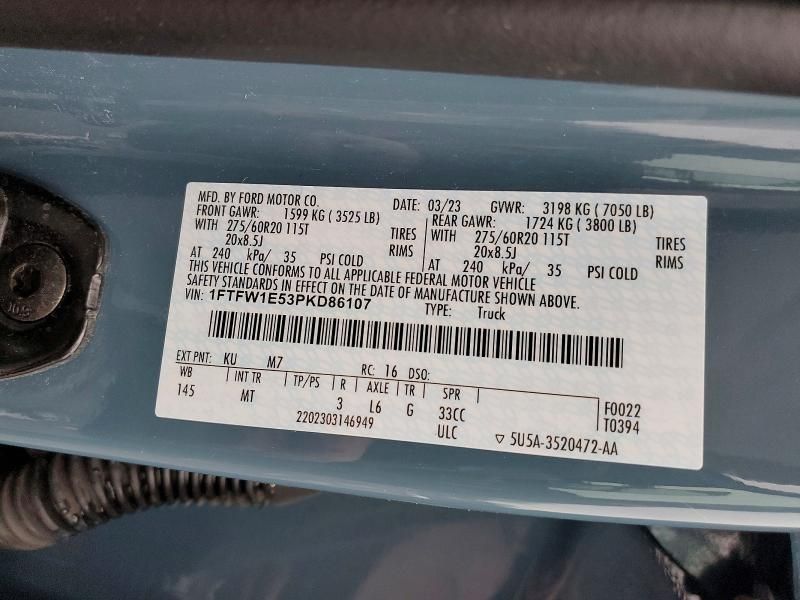 MFD. BY FORD MOTOR CO. DATE: 03/23 GVWR: 3198 KG ( 7050 LB)
FRONT GAWR: 1599 KG ( 3525 LB) REAR GAWR: 1724 KG ( 3800 LB)
WITH 275/60R20 115T TIRES WITH 275/60R20 115T TIRES
20x8.5J RIMS 20x8.5J RIMS
AT 240 kPa/ 35 PSI COLD AT 240 kPa/ 35 PSI COLD
THIS VEHICLE CONFORMS TO ALL APPLICABLE FEDERAL MOTOR VEHICLE
SAFETY STANDARDS IN EFFECT ON THE DATE OF MANUFACTURE SHOWN ABOVE.
VIN: 1FTFW1E53PKD86107 TYPE: Truck
EXT PNT: KU M7 RC: 16 DSO:
WB INT TR TP/PS R AXLE TR SPR F0022
145 MT 3 L6 G 33CC T0394
2202303146949 ULC ▽ 5U5A-3520472-AA